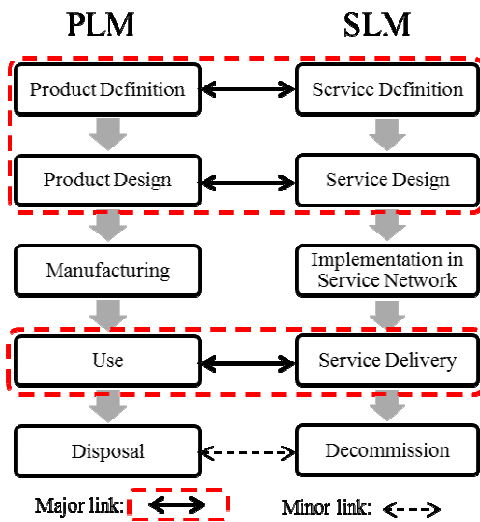 PLM
SLM
Product Definition
Service Definition
Product Design
Service Design
Manufacturing
Implementation in
Service Network
Use
Service Delivery
Disposal
Decommission
Major link:
Minor link: